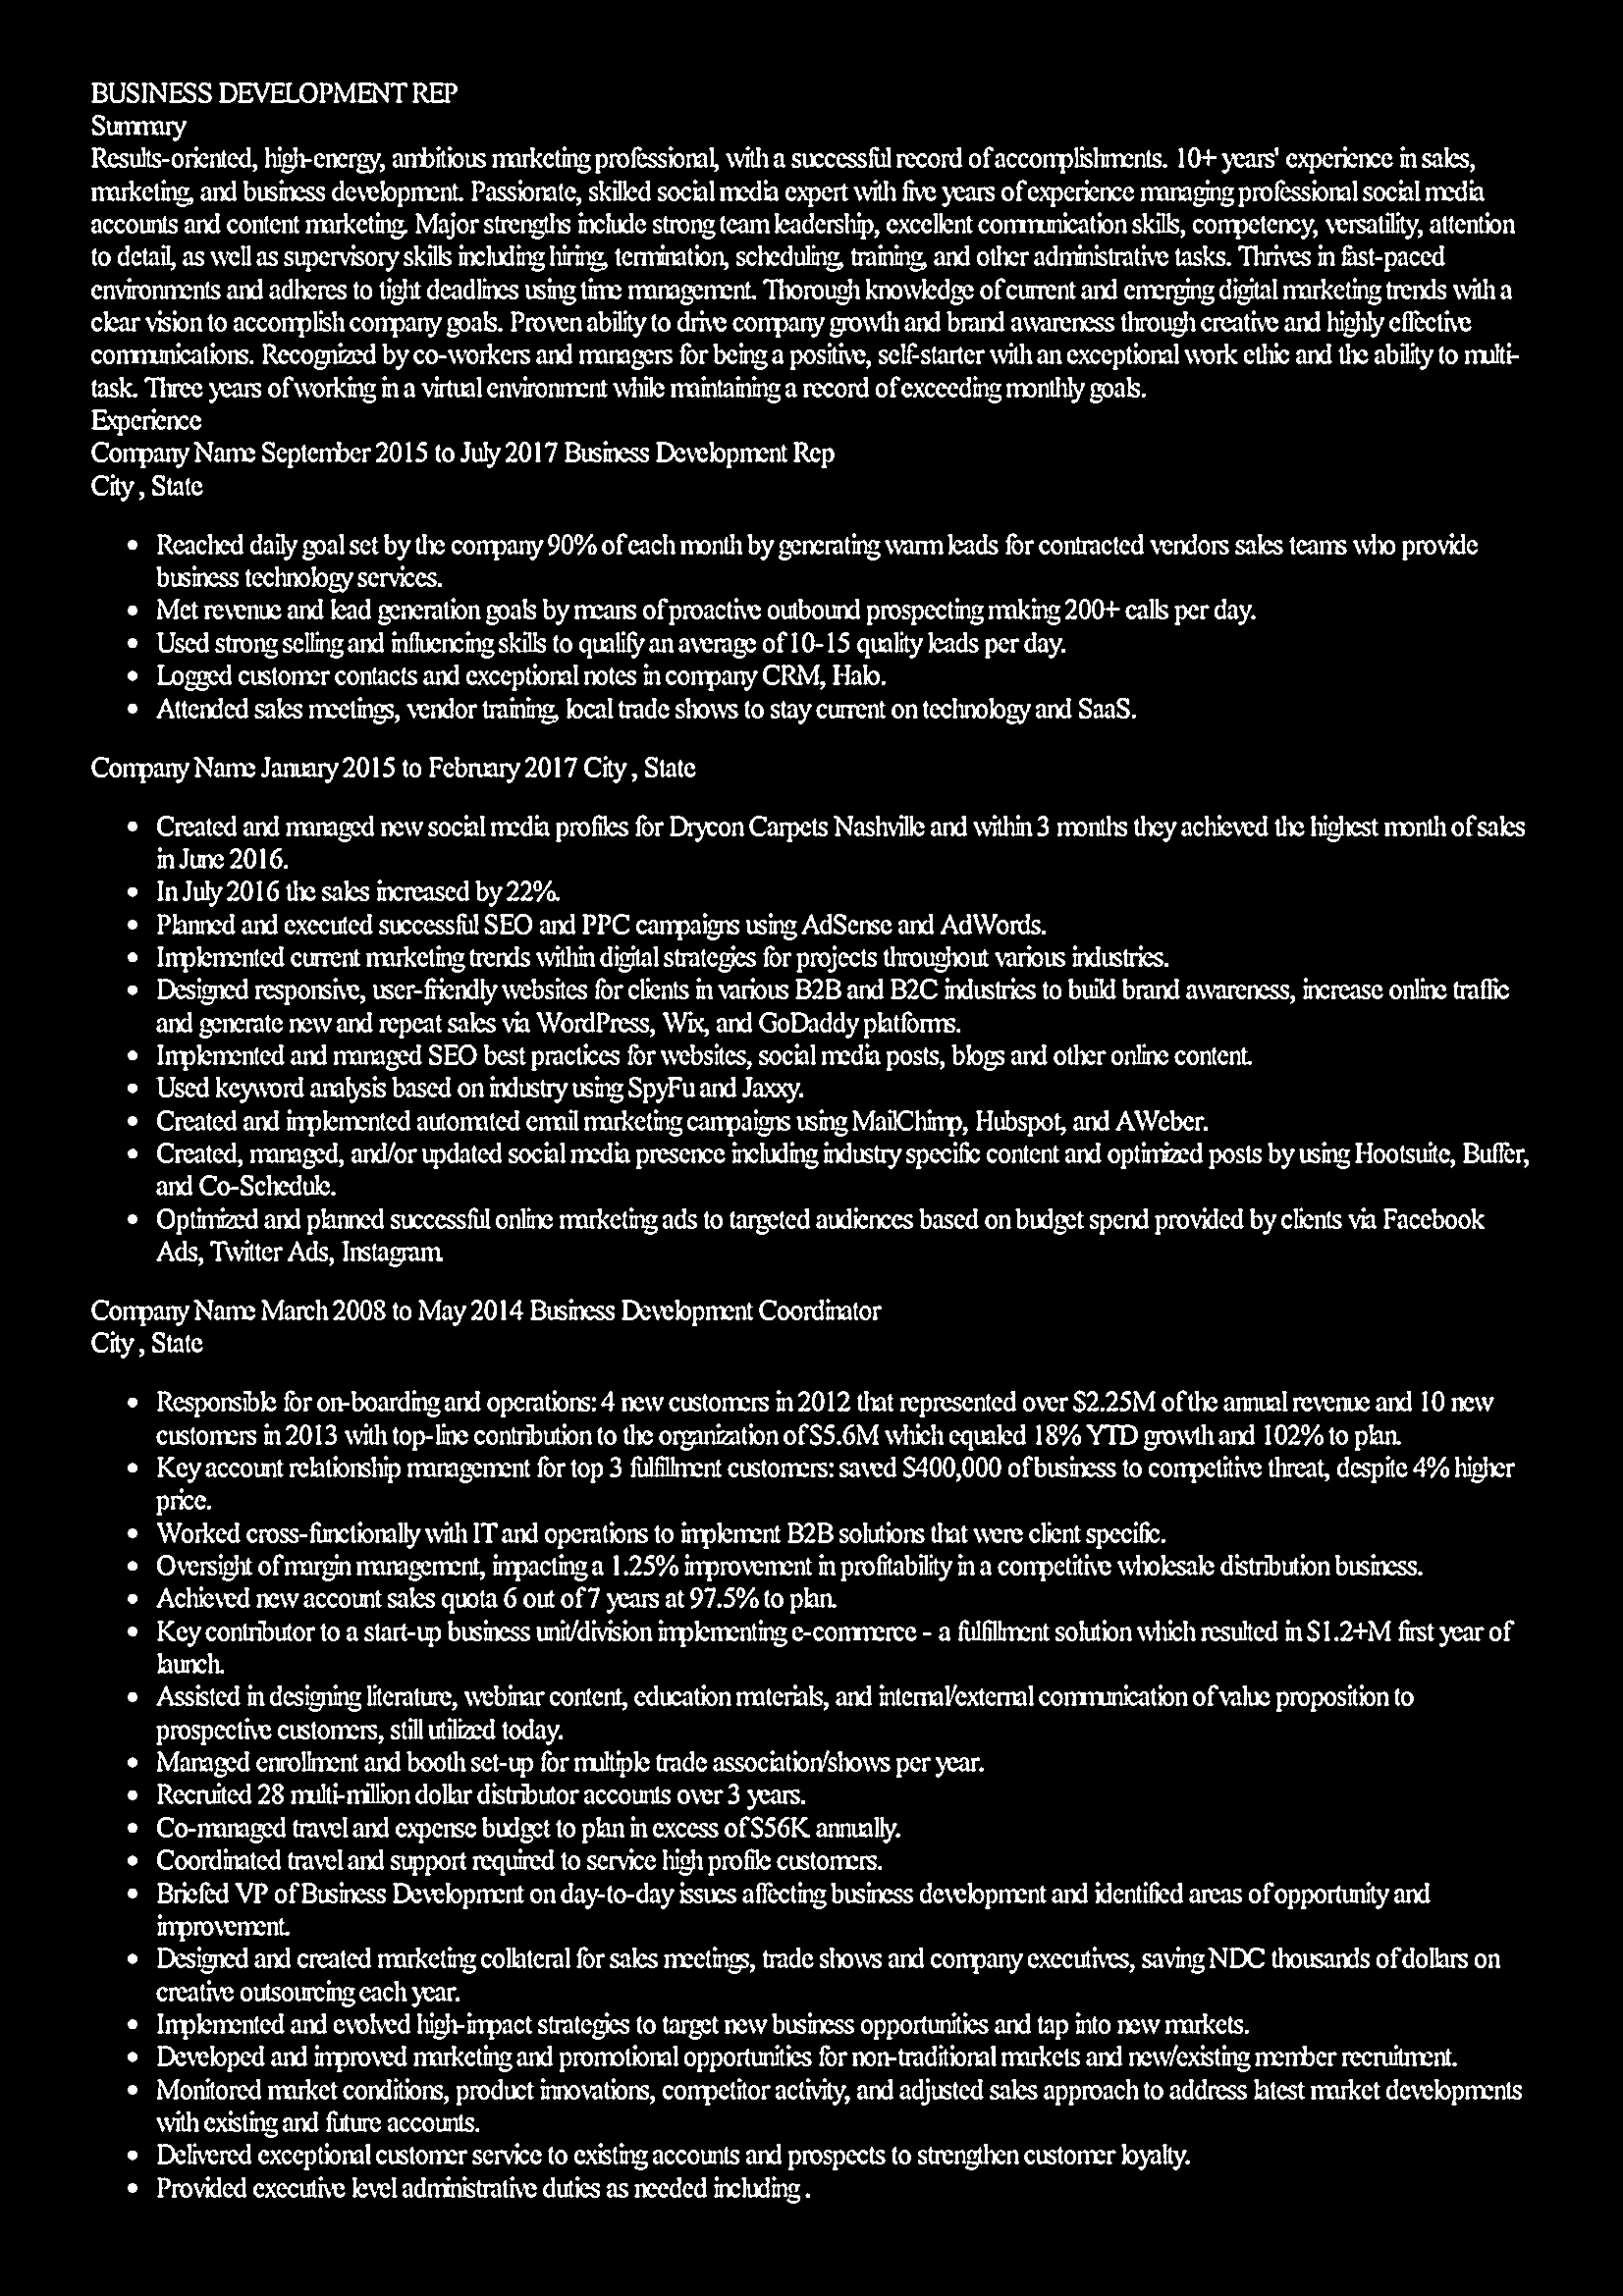 BUSINESS DEVELOPMENT REP
Summary
Results-oriented, high-energy, ambitious marketing professional, with a successful record of accomplishments. 10+ years' experience in sales,
marketing, and business development. Passionate, skilled social media expert with five years of experience managing professional social media
accounts and content marketing. Major strengths include strong team leadership, excellent communication skills, competency, versatility, attention
to detail, as well as supervisory skills including hiring, termination, scheduling, training, and other administrative tasks. Thrives in fast-paced
environments and adheres to tight deadlines using time management. Thorough knowledge of current and emerging digital marketing trends with a
clear vision to accomplish company goals. Proven ability to drive company growth and brand awareness through creative and highly effective
communications. Recognized by co-workers and managers for being a positive, self-starter with an exceptional work ethic and the ability to multi-
task. Three years of working in a virtual environment while maintaining a record of exceeding monthly goals.
Experience
Company Name September 2015 to July 2017 Business Development Rep
City , State
• Reached daily goal set by the company 90% of each month by generating warm leads for contracted vendors sales teams who provide
business technology services.
• Met revenue and lead generation goals by means of proactive outbound prospecting making 200+ calls per day.
• Used strong selling and influencing skills to qualify an average of 10-15 quality leads per day.
• Logged customer contacts and exceptional notes in company CRM, Halo.
• Attended sales meetings, vendor training, local trade shows to stay current on technology and SaaS.
Company Name January 2015 to February 2017 City , State
• Created and managed new social media profiles for Drycon Carpets Nashville and within 3 months they achieved the highest month of sales
in June 2016.
• In July 2016 the sales increased by 22%.
• Planned and executed successful SEO and PPC campaigns using AdSense and AdWords.
• Implemented current marketing trends within digital strategies for projects throughout various industries.
• Designed responsive, user-friendly websites for clients in various B2B and B2C industries to build brand awareness, increase online traffic
and generate new and repeat sales via WordPress, Wix, and GoDaddy platforms.
• Implemented and managed SEO best practices for websites, social media posts, blogs and other online content.
• Used keyword analysis based on industry using SpyFu and Jaxxy.
• Created and implemented automated email marketing campaigns using MailChimp, Hubspot, and AWeber.
• Created, managed, and/or updated social media presence including industry specific content and optimized posts by using Hootsuite, Buffer,
and Co-Schedule.
• Optimized and planned successful online marketing ads to targeted audiences based on budget spend provided by clients via Facebook
Ads, Twitter Ads, Instagram.
Company Name March 2008 to May 2014 Business Development Coordinator
City , State
• Responsible for on-boarding and operations: 4 new customers in 2012 that represented over $2.25M of the annual revenue and 10 new
customers in 2013 with top-line contribution to the organization of $5.6M which equaled 18% YTD growth and 102% to plan.
• Key account relationship management for top 3 fulfillment customers: saved $400,000 of business to competitive threat, despite 4% higher
price.
• Worked cross-functionally with IT and operations to implement B2B solutions that were client specific.
• Oversight of margin management, impacting a 1.25% improvement in profitability in a competitive wholesale distribution business.
• Achieved new account sales quota 6 out of 7 years at 97.5% to plan.
• Key contributor to a start-up business unit/division implementing e-commerce - a fulfillment solution which resulted in $1.2+M first year of
launch.
• Assisted in designing literature, webinar content, education materials, and internal/external communication of value proposition to
prospective customers, still utilized today.
• Managed enrollment and booth set-up for multiple trade association/shows per year.
• Recruited 28 multi-million dollar distributor accounts over 3 years.
• Co-managed travel and expense budget to plan in excess of $56K annually.
• Coordinated travel and support required to service high profile customers.
• Briefed VP of Business Development on day-to-day issues affecting business development and identified areas of opportunity and
improvement.
• Designed and created marketing collateral for sales meetings, trade shows and company executives, saving NDC thousands of dollars on
creative outsourcing each year.
• Implemented and evolved high-impact strategies to target new business opportunities and tap into new markets.
• Developed and improved marketing and promotional opportunities for non-traditional markets and new/existing member recruitment.
• Monitored market conditions, product innovations, competitor activity, and adjusted sales approach to address latest market developments
with existing and future accounts.
• Delivered exceptional customer service to existing accounts and prospects to strengthen customer loyalty.
• Provided executive level administrative duties as needed including .